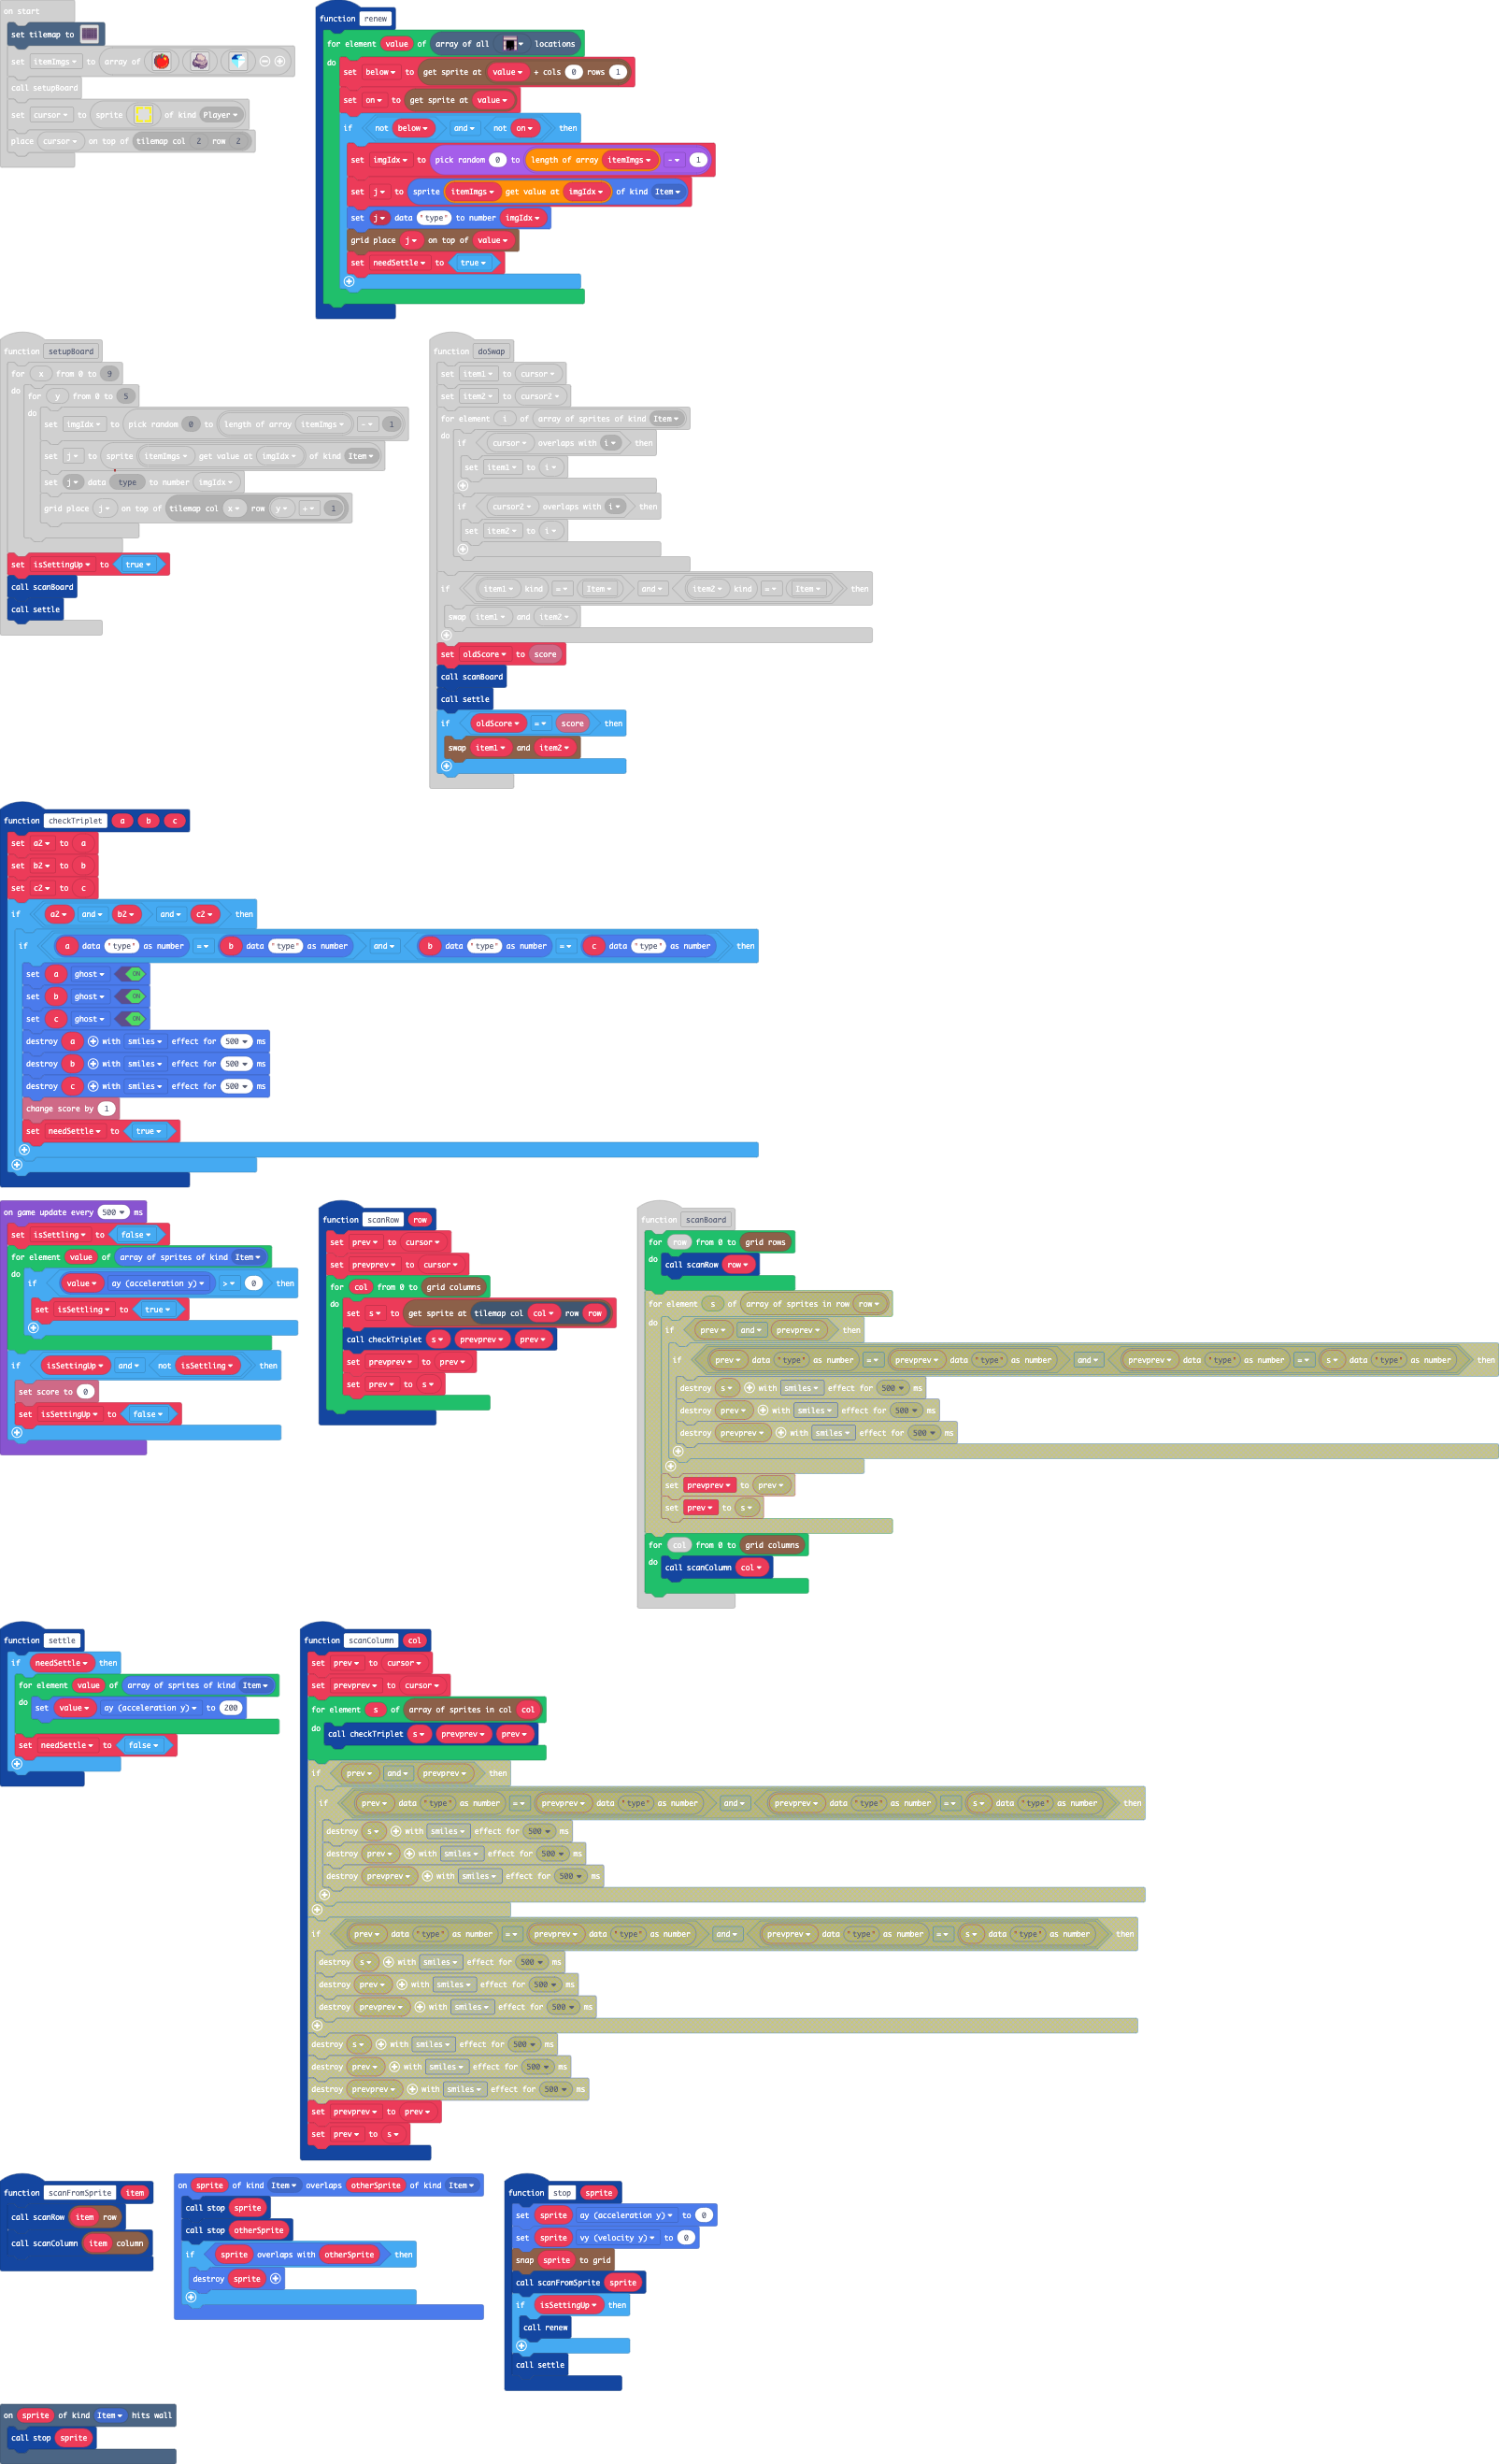 on start
set tilemap to
set itemImgs to array of
call setupBoard
set cursor to sprite of kind Player
place cursor on top of tilemap col 2 row 2
function renew
for element value of array of all locations
do
set below to get sprite at value + cols 0 rows 1
set on to get sprite at value
if not below and not on then
set imgIdx to pick random 0 to length of array itemImgs - 1
set j to sprite itemImgs get value at imgIdx of kind Item
set j data "type" to number imgIdx
grid place j on top of value
set needSettle to true
function setupBoard
for x from 0 to 9
do for y from 0 to 5
do
set imgIdx to pick random 0 to length of array itemImgs - 1
set j to sprite itemImgs get value at imgIdx of kind Item
set j data type to number imgIdx
grid place j on top of tilemap col x row y + 1
set isSettingUp to true
call scanBoard
call settle
function doSwap
set item1 to cursor
set item2 to cursor2
for element i of array of sprites of kind Item
do
if cursor overlaps with i then
set item1 to i
if cursor2 overlaps with i then
set item2 to i
if item1 kind = Item and item2 kind = Item then
swap item1 and item2
set oldScore to score
call scanBoard
call settle
if oldScore = score then
swap item1 and item2
function checkTriplet a b c
set a2 to a
set b2 to b
set c2 to c
if a2 and b2 and c2 then
if a data "type" as number = b data "type" as number and b data "type" as number = c data "type" as number then
set a ghost ON
set b ghost ON
set c ghost ON
destroy a with smiles effect for 500 ms
destroy b with smiles effect for 500 ms
destroy c with smiles effect for 500 ms
change score by 1
set needSettle to true
on game update every 500 ms
set isSettling to false
for element value of array of sprites of kind Item
do
if value ay (acceleration y) > 0 then
set isSettling to true
if isSettingUp and not isSettling then
set score to 0
set isSettingUp to false
function scanRow row
set prev to cursor
set prevprev to cursor
for col from 0 to grid columns
do
set s to get sprite at tilemap col col row row
call checkTriplet s prevprev prev
set prevprev to prev
set prev to s
function scanBoard
for row from 0 to grid rows
do call scanRow row
for element s of array of sprites in row row
do
if prev and prevprev then
if prev data "type" as number = prevprev data "type" as number and prevprev data "type" as number = s data "type" as number then
destroy s with smiles effect for 500 ms
destroy prev with smiles effect for 500 ms
destroy prevprev with smiles effect for 500 ms
set prevprev to prev
set prev to s
for col from 0 to grid columns
do call scanColumn col
function settle
if needSettle then
for element value of array of sprites of kind Item
do set value ay (acceleration y) to 200
set needSettle to false
function scanColumn col
set prev to cursor
set prevprev to cursor
for element s of array of sprites in col col
do call checkTriplet s prevprev prev
if prev and prevprev then
if prev data "type" as number = prevprev data "type" as number and prevprev data "type" as number = s data "type" as number then
destroy s with smiles effect for 500 ms
destroy prev with smiles effect for 500 ms
destroy prevprev with smiles effect for 500 ms
if prev data "type" as number = prevprev data "type" as number and prevprev data "type" as number = s data "type" as number then
destroy s with smiles effect for 500 ms
destroy prev with smiles effect for 500 ms
destroy prevprev with smiles effect for 500 ms
destroy s with smiles effect for 500 ms
destroy prev with smiles effect for 500 ms
destroy prevprev with smiles effect for 500 ms
set prevprev to prev
set prev to s
function scanFromSprite item
call scanRow item row
call scanColumn item column
on sprite of kind Item overlaps otherSprite of kind Item
call stop sprite
call stop otherSprite
if sprite overlaps with otherSprite then
destroy sprite
function stop sprite
set sprite ay (acceleration y) to 0
set sprite vy (velocity y) to 0
snap sprite to grid
call scanFromSprite sprite
if isSettingUp then
call renew
call settle
on sprite of kind Item hits wall
call stop sprite